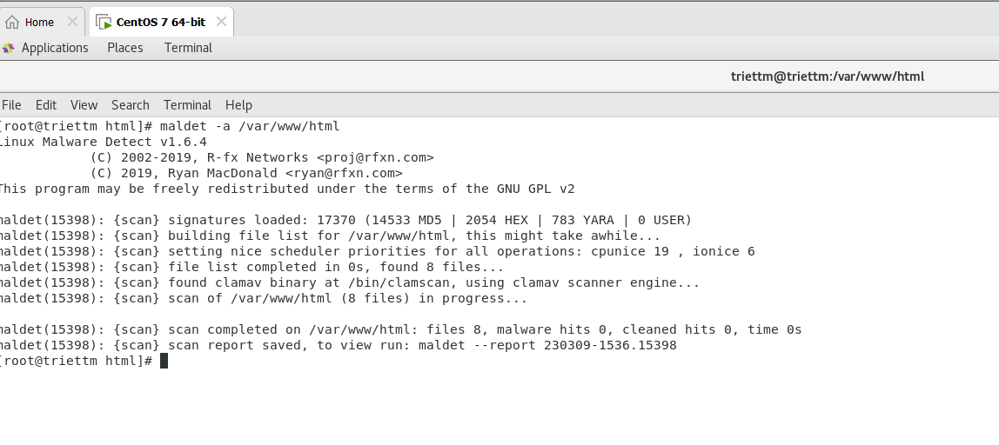 Home
CentOS 7 64-bit
Applications Places Terminal
triettm@triettm:/var/www/html
File Edit View Search Terminal Help
[root@triettm html]# maldet -a /var/www/html
Linux Malware Detect v1.6.4
(C) 2002-2019, R-fx Networks <proj@rfxn.com>
(C) 2019, Ryan MacDonald <ryan@rfxn.com>
This program may be freely redistributed under the terms of the GNU GPL v2
maldet(15398): {scan} signatures loaded: 17370 (14533 MD5 | 2054 HEX | 783 YARA | 0 USER)
maldet(15398): {scan} building file list for /var/www/html, this might take awhile...
maldet(15398): {scan} setting nice scheduler priorities for all operations: cpunice 19 , ionice 6
maldet(15398): {scan} file list completed in 0s, found 8 files...
maldet(15398): {scan} found clamav binary at /bin/clamscan, using clamav scanner engine...
maldet(15398): {scan} scan of /var/www/html (8 files) in progress...
maldet(15398): {scan} scan completed on /var/www/html: files 8, malware hits 0, cleaned hits 0, time 0s
maldet(15398): {scan} scan report saved, to view run: maldet --report 230309-1536.15398
[root@triettm html]#